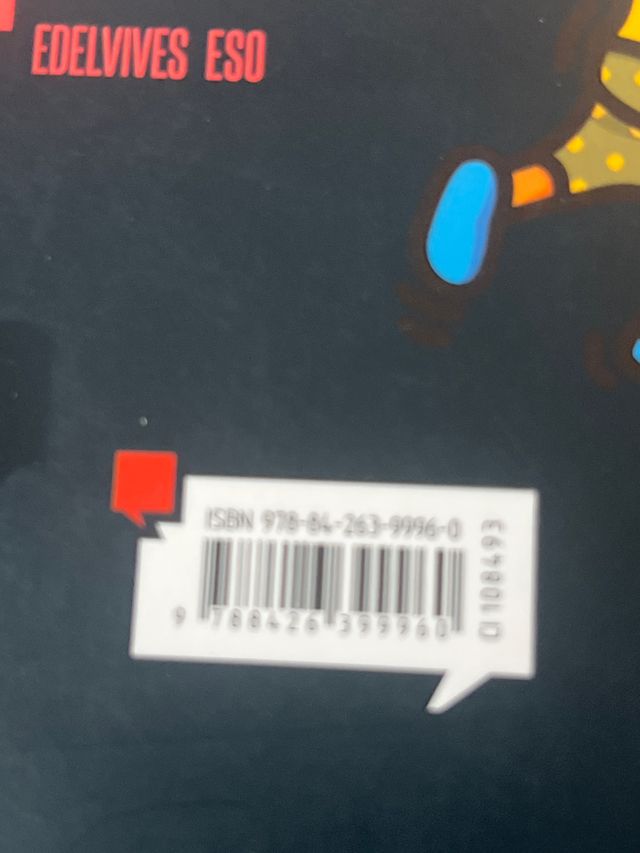 EDELVIVES ESO
ISBN 978-84-263-9996-0
9 788426 399960
CI 108493